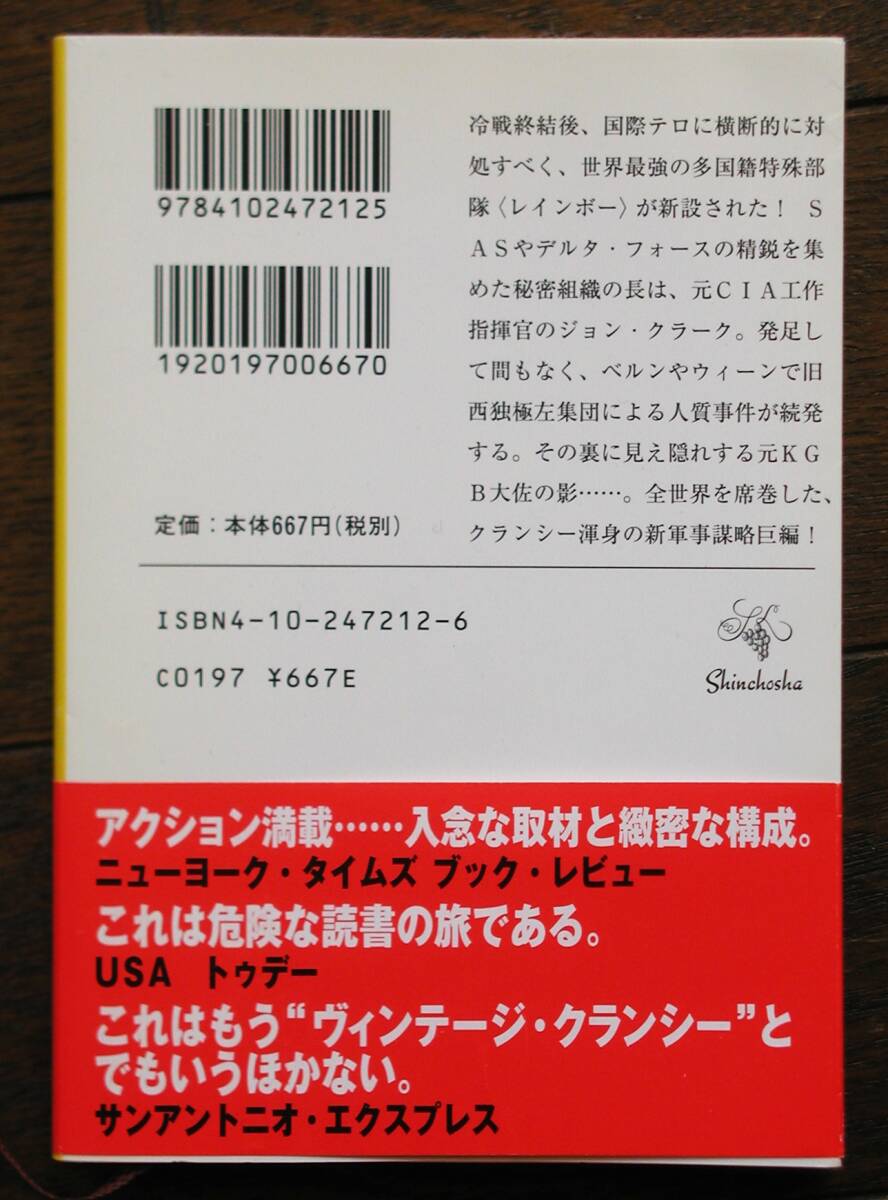 9784102472125
1920197006670
定価：本体667円（税別）
冷戦終結後、国際テロに横断的に対
処すべく、世界最強の多国籍特殊部
隊〈レインボー〉が新設された！　Ｓ
ＡＳやデルタ・フォースの精鋭を集
めた秘密組織の長は、元ＣＩＡ工作
指揮官のジョン・クラーク。発足し
て間もなく、ベルンやウィーンで旧
西独極左集団による人質事件が続発
する。その裏に見え隠れする元ＫＧ
Ｂ大佐の影……。全世界を席巻した、
クランシー渾身の新軍事謀略巨編！
ISBN4-10-247212-6
C0197 ¥667E
Shinchosha
アクション満載……入念な取材と緻密な構成。
ニューヨーク・タイムズ ブック・レビュー
これは危険な読書の旅である。
USA　トゥデー
これはもう“ヴィンテージ・クランシー”と
でもいうほかない。
サンアントニオ・エクスプレス